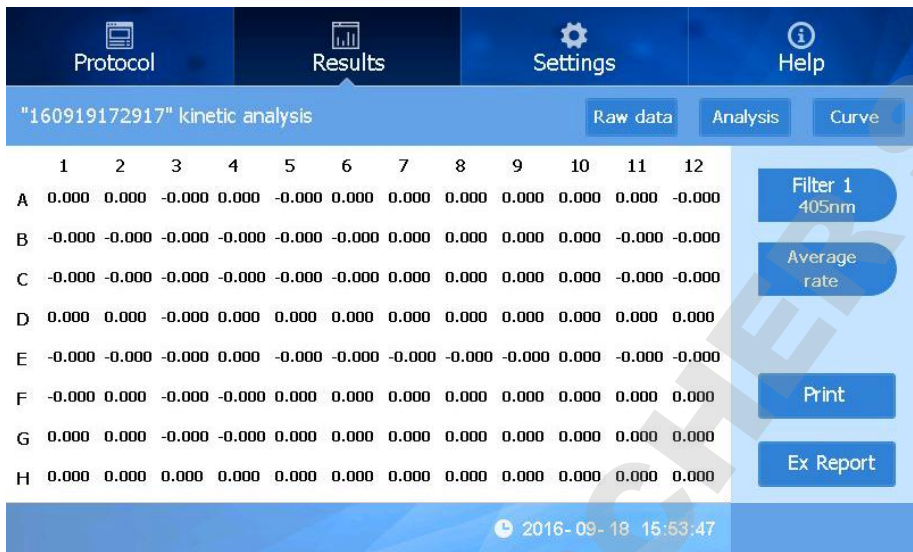 Protocol Results Settings Help
"160919172917" kinetic analysis Raw data Analysis Curve
1 2 3 4 5 6 7 8 9 10 11 12
A 0.000 0.000 -0.000 0.000 -0.000 0.000 0.000 0.000 0.000 0.000 0.000 -0.000
B -0.000 -0.000 -0.000 -0.000 -0.000 -0.000 0.000 0.000 0.000 0.000 -0.000 -0.000
C -0.000 -0.000 -0.000 -0.000 -0.000 -0.000 0.000 0.000 0.000 0.000 -0.000 -0.000
D 0.000 0.000 -0.000 0.000 0.000 0.000 0.000 0.000 0.000 0.000 0.000 0.000
E -0.000 -0.000 -0.000 0.000 -0.000 -0.000 -0.000 -0.000 -0.000 0.000 -0.000 -0.000
F -0.000 0.000 -0.000 -0.000 0.000 0.000 0.000 0.000 0.000 0.000 0.000 0.000
G 0.000 0.000 -0.000 -0.000 0.000 0.000 0.000 0.000 0.000 0.000 0.000 0.000
H 0.000 0.000 0.000 0.000 0.000 0.000 0.000 0.000 0.000 0.000 0.000 0.000
Filter 1
405nm
Average
rate
Print
Ex Report
2016-09-18 15:53:47